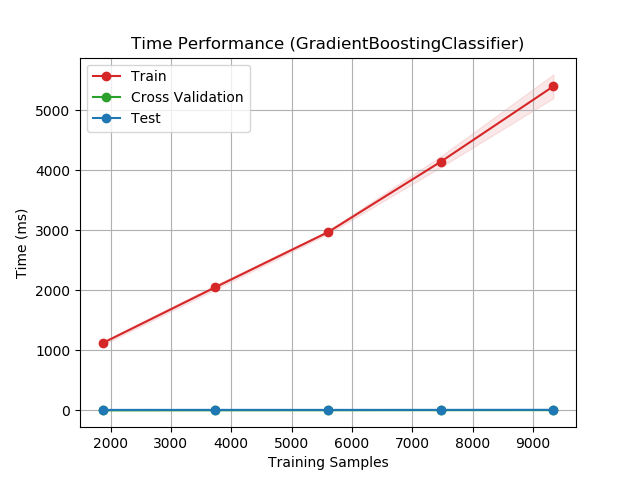 Time Performance (GradientBoostingClassifier)
Train
Cross Validation
Test
Time (ms)
5000
4000
3000
2000
1000
0
2000 3000 4000 5000 6000 7000 8000 9000
Training Samples